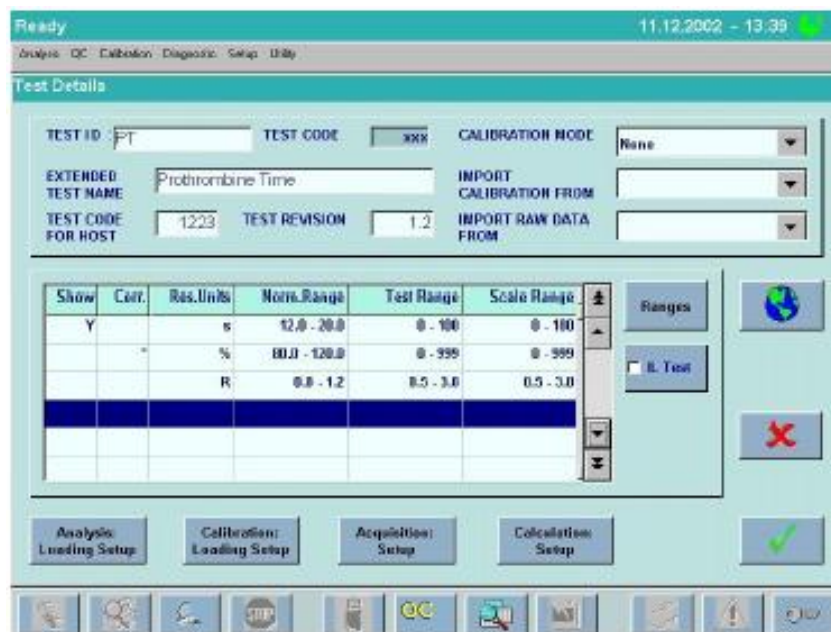 Ready 11.12.2002 - 13:39
Analysis QC Calibration Diagnostic Setup Utility
Test Details
TEST ID PT TEST CODE xxx CALIBRATION MODE None
EXTENDED TEST NAME Prothrombine Time IMPORT CALIBRATION FROM
TEST CODE FOR HOST 1223 TEST REVISION 1.2 IMPORT RAW DATA FROM
Show Corr. Res.Units Norm.Range Test Range Scale Range Ranges
Y s 12.0 - 20.0 0 - 100 0 - 100
* % 80.0 - 120.0 0 - 999 0 - 999 IL Test
R 0.5 - 3.0 0.5 - 3.0
Analysis: Loading Setup Calibration: Loading Setup Acquisition: Setup Calculation: Setup
STOP QC